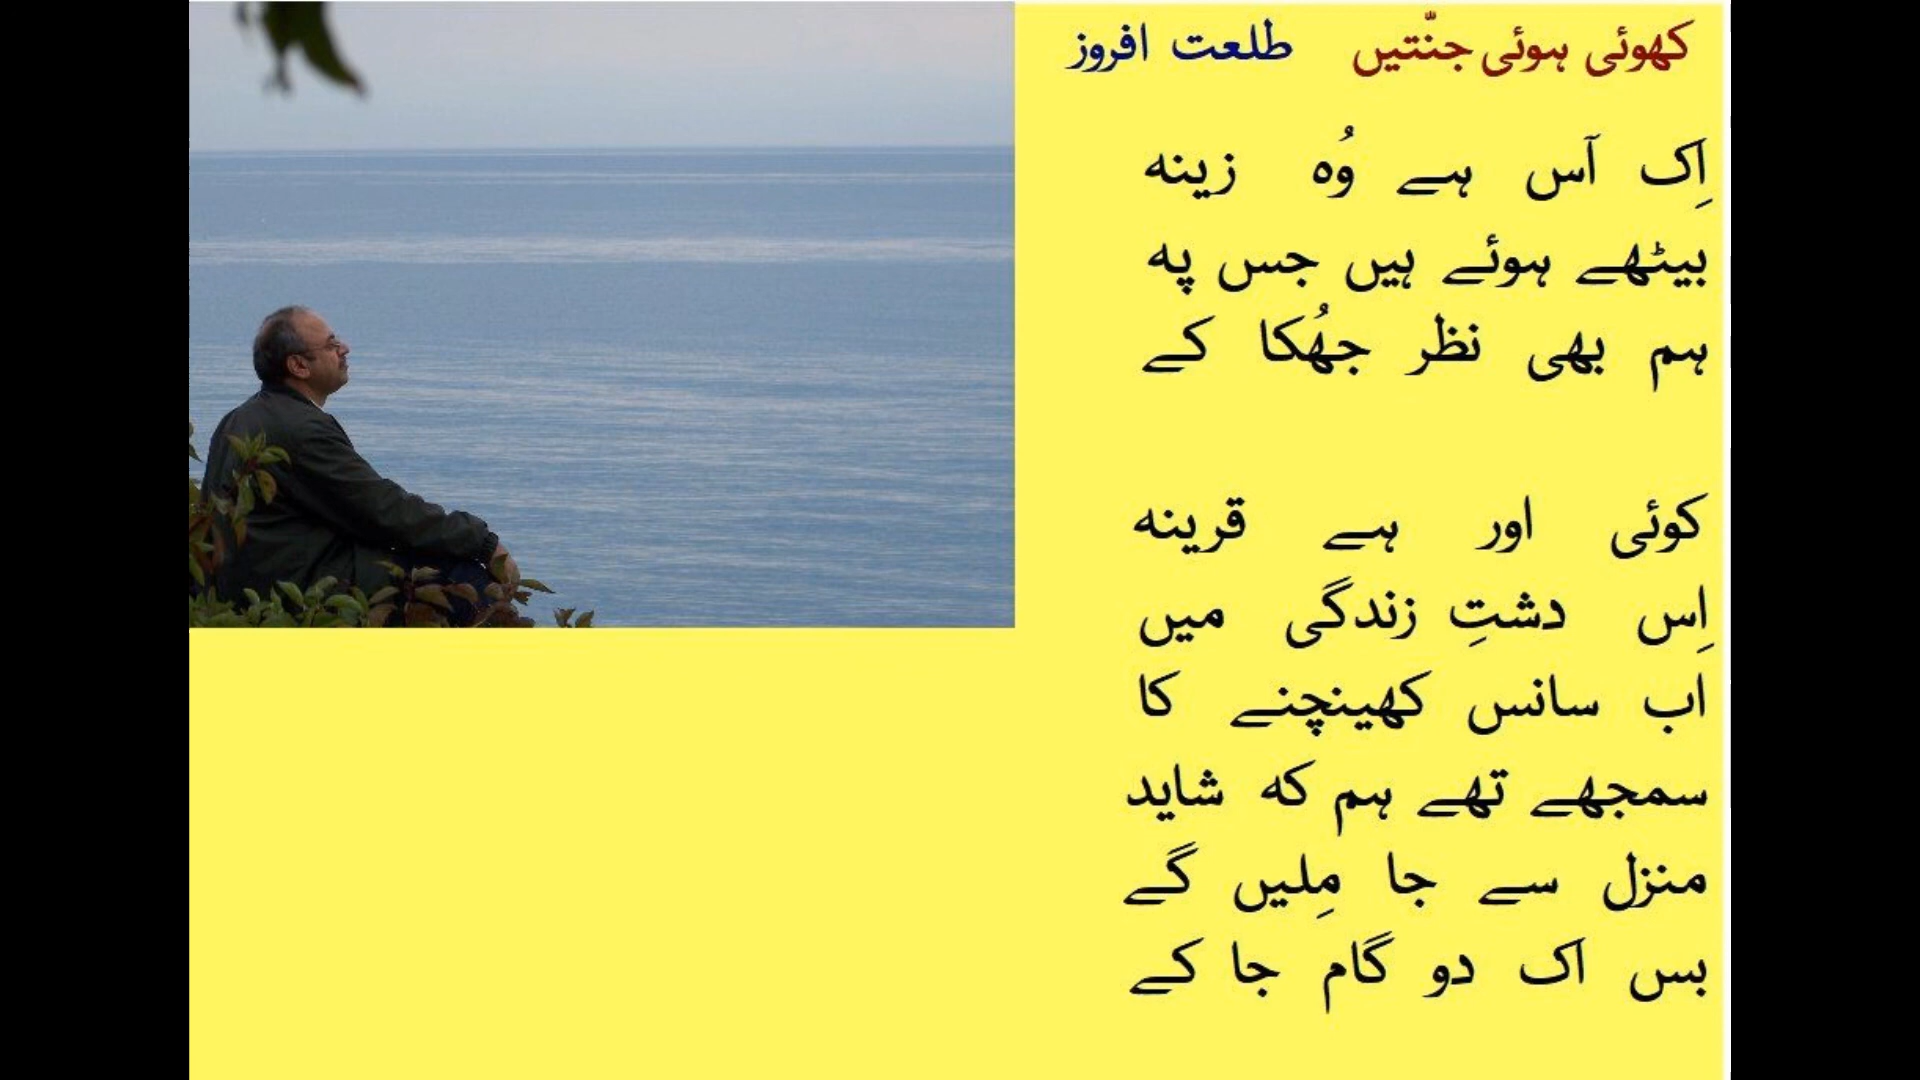 کھوئی ہوئی جنّتیں طلعت افروز
اِک آس ہے وُہ زینہ
بیٹھے ہوئے ہیں جس پہ
ہم بھی نظر جھُکا کے
کوئی اور ہے قرینہ
اِس دشتِ زندگی میں
اب سانس کھینچنے کا
سمجھے تھے ہم کہ شاید
منزل سے جا مِلیں گے
بس اک دو گام جا کے